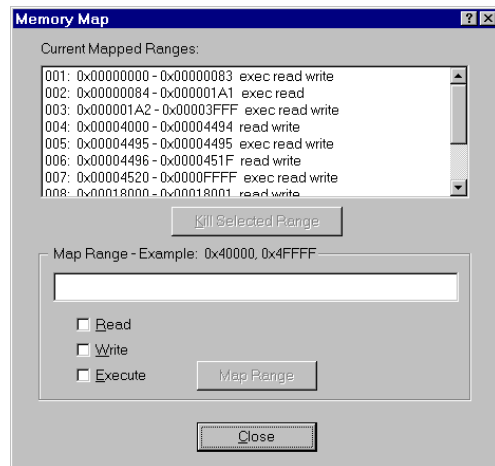 Memory Map
Current Mapped Ranges:
001: 0x00000000 - 0x00000083 exec read write
002: 0x00000084 - 0x000001A1 exec read
003: 0x000001A2 - 0x00003FFF exec read write
004: 0x00004000 - 0x00004494 read write
005: 0x00004495 - 0x00004495 exec read write
006: 0x00004496 - 0x0000451F read write
007: 0x00004520 - 0x0000FFFF exec read write
008: 0x00018000 - 0x00018001 read write
Kill Selected Range
Map Range - Example: 0x40000, 0x4FFFF
Read
Write
Execute
Map Range
Close